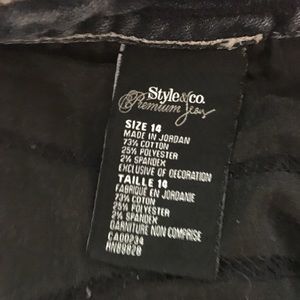 Style&co.
Premium Jeans
SIZE 14
MADE IN JORDAN
73% COTTON
25% POLYESTER
2% SPANDEX
EXCLUSIVE OF DECORATION
TAILLE 14
FABRIQUE EN JORDANIE
73% COTON
25% POLYESTER
2% SPANDEX
GARNITURE NON COMPRISE
CA00234
RN89828